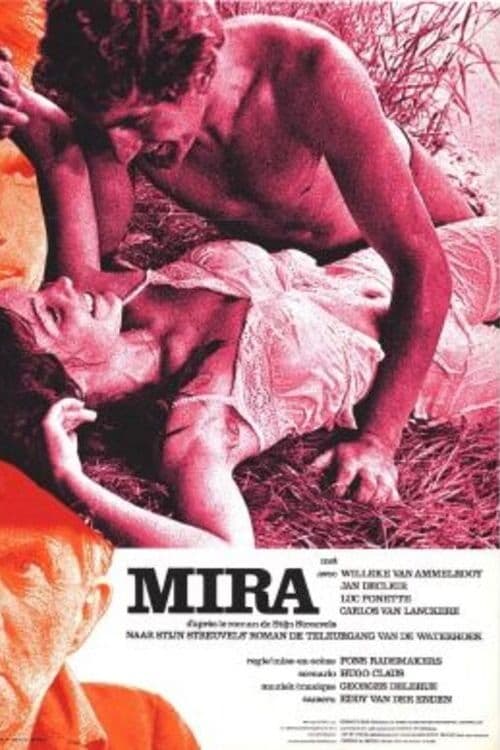 MIRA
met
avec WILLEKE VAN AMMELROOY
JAN DECLEIR
LUC PONETTE
CARLOS VAN LANCKERE
d'après le roman de Stijn Streuvels
NAAR STIJN STREUVELS' ROMAN DE TELEURGANG VAN DE WATERHOEK
regie/mise en scène FONS RADEMAKERS
scenario HUGO CLAUS
muziek/musique GEORGES DELERUE
camera EDDY VAN DER ENDEN